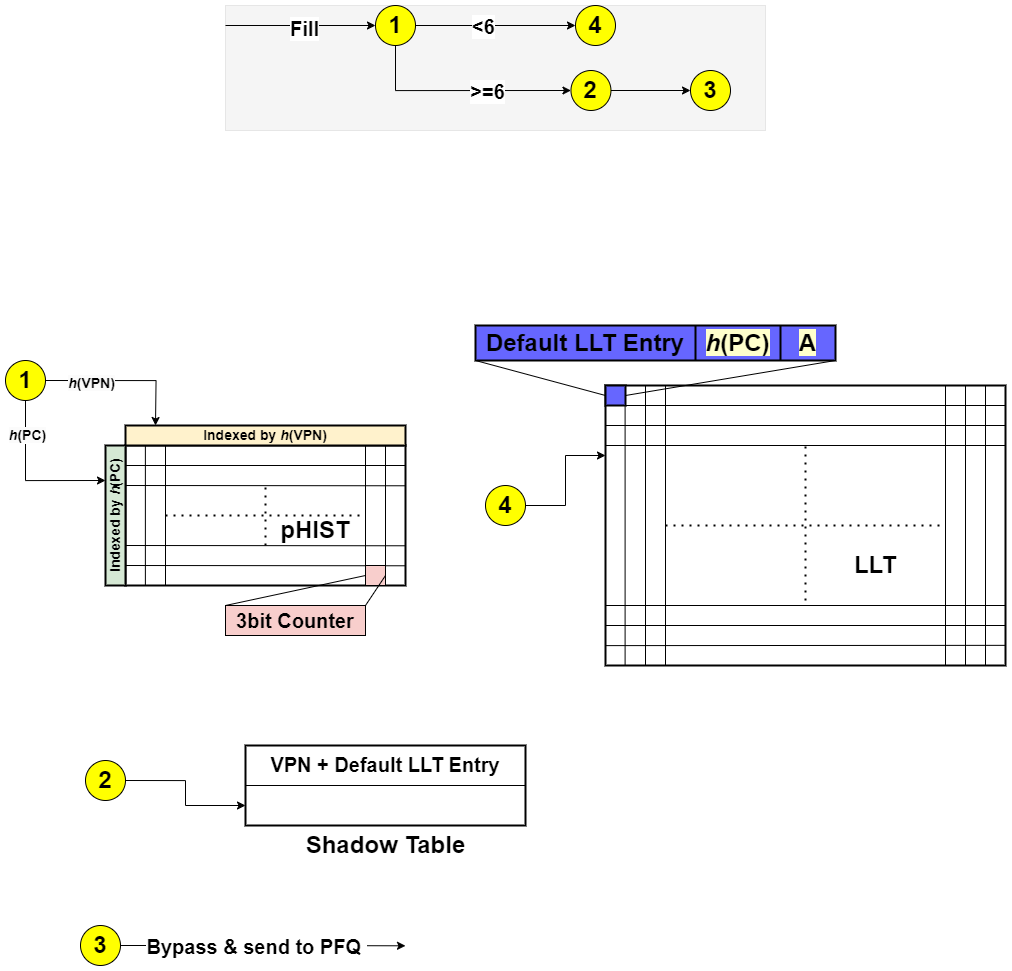 Fill
1
<6
4
>=6
2
3
Default LLT Entry
h(PC)
A
1
h(VPN)
h(PC)
Indexed by h(VPN)
Indexed by h(PC)
pHIST
3bit Counter
4
LLT
2
VPN + Default LLT Entry
Shadow Table
3
Bypass & send to PFQ